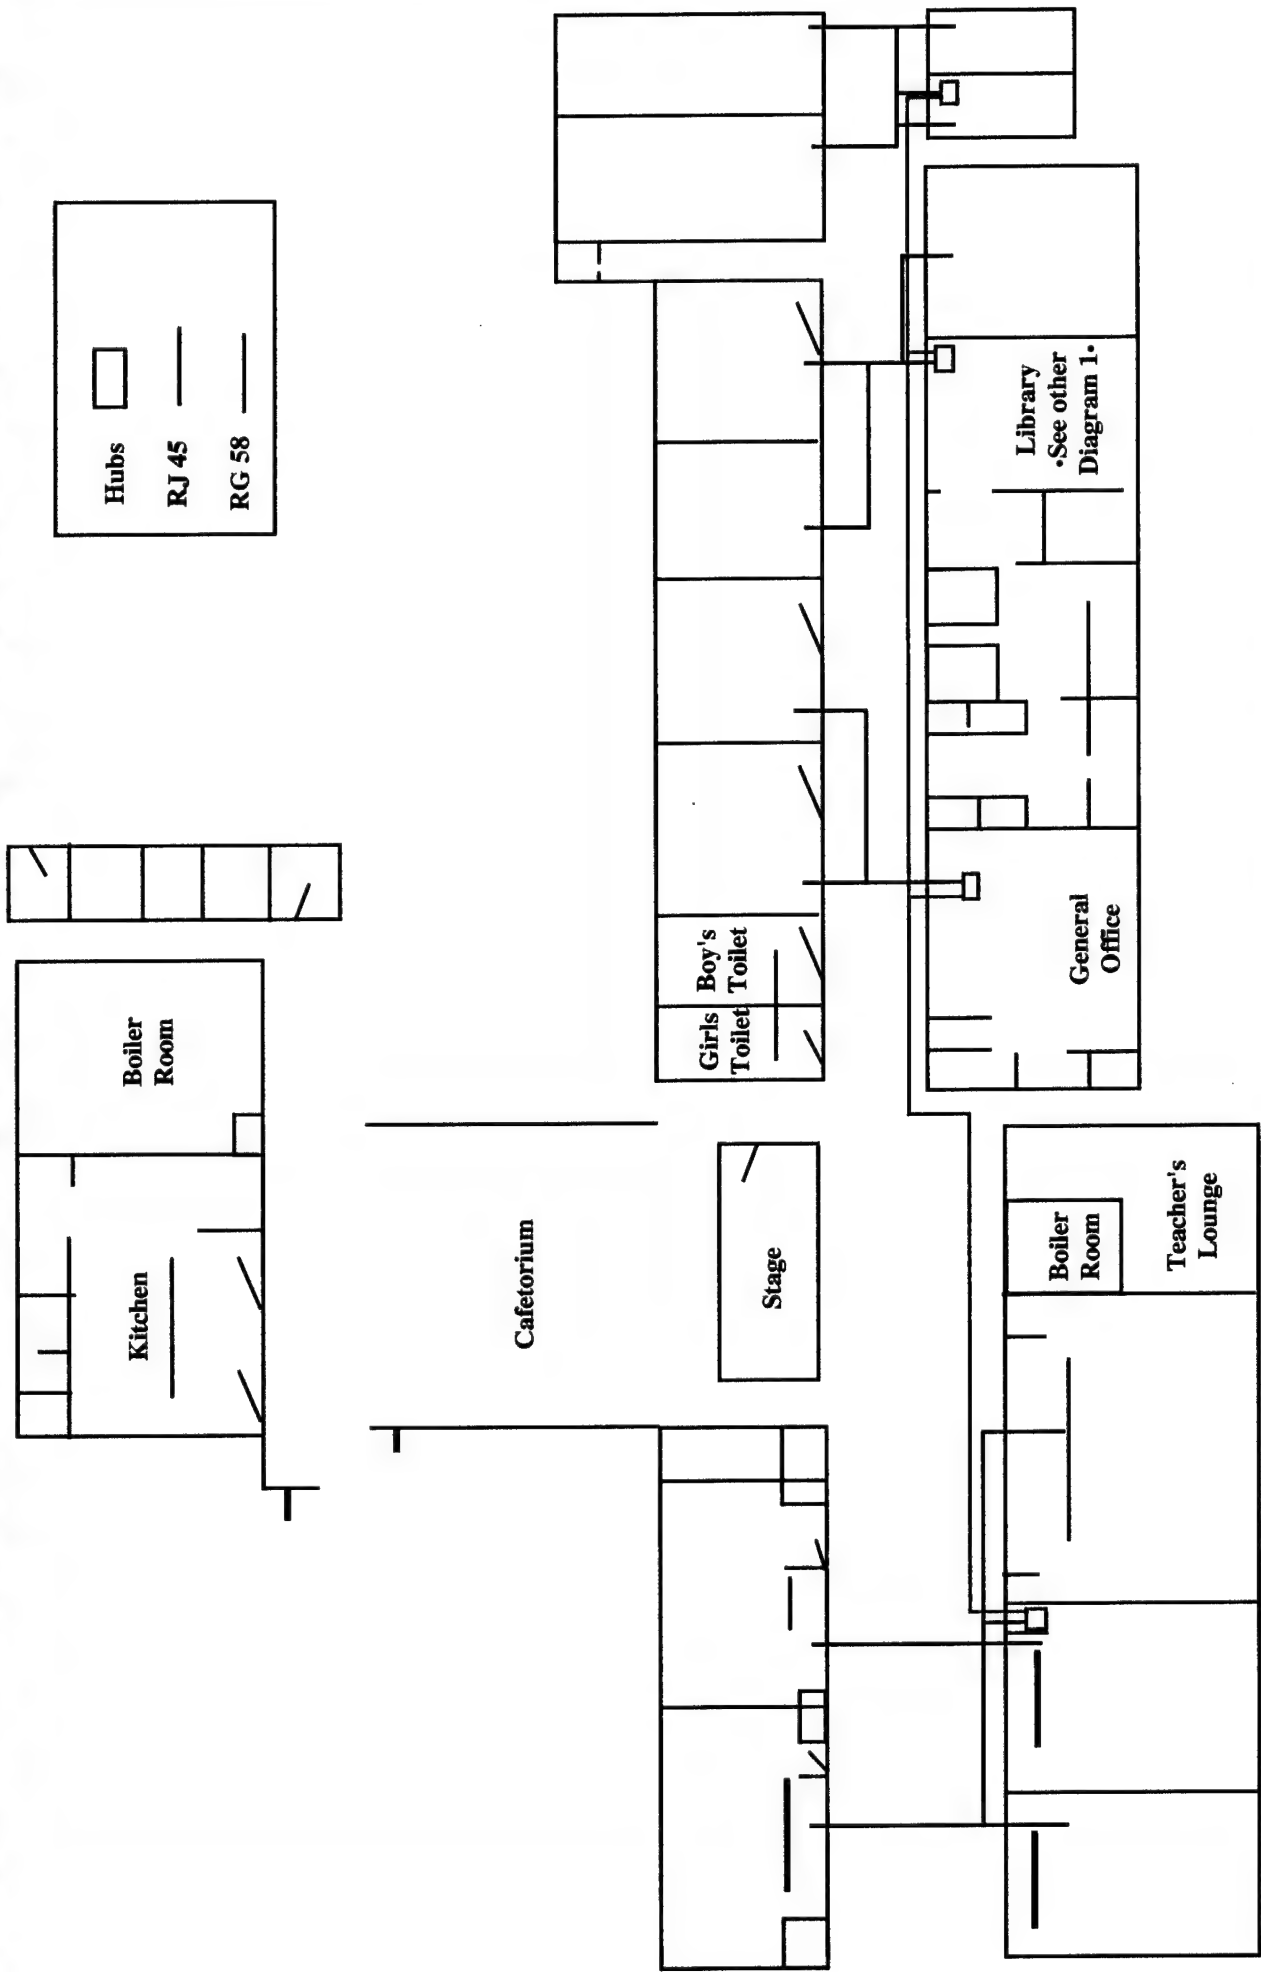 Hubs
RJ 45
RG 58
Boiler
Room
Kitchen
Cafetorium
Stage
Girls
Toilet
Boy's
Toilet
Library
•See other
Diagram 1•
General
Office
Boiler
Room
Teacher's
Lounge